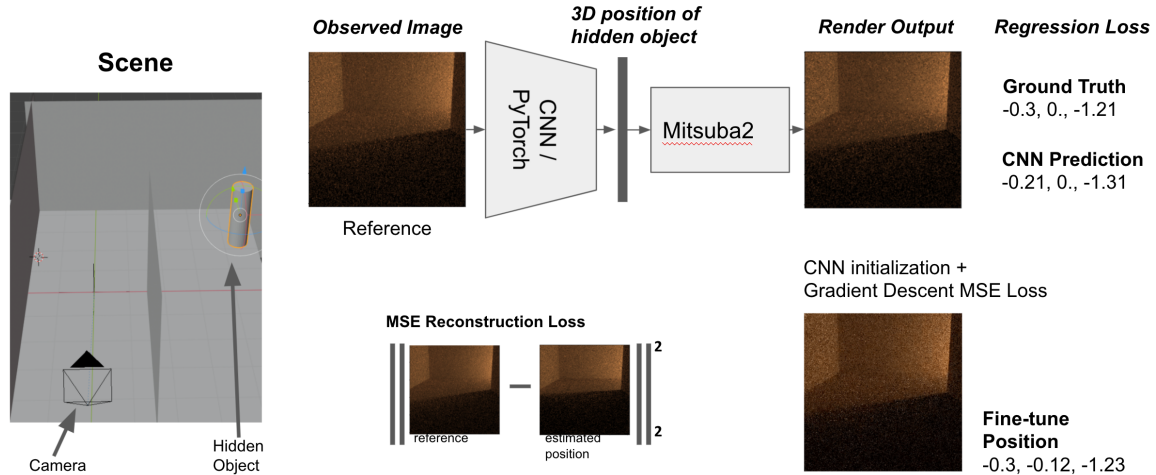 Scene
Camera
Hidden
Object
Observed Image
Reference
CNN /
PyTorch
3D position of
hidden object
Mitsuba2
Render Output
Regression Loss
Ground Truth
-0.3, 0., -1.21
CNN Prediction
-0.21, 0., -1.31
MSE Reconstruction Loss
reference
estimated
position
2
2
CNN initialization +
Gradient Descent MSE Loss
Fine-tune
Position
-0.3, -0.12, -1.23